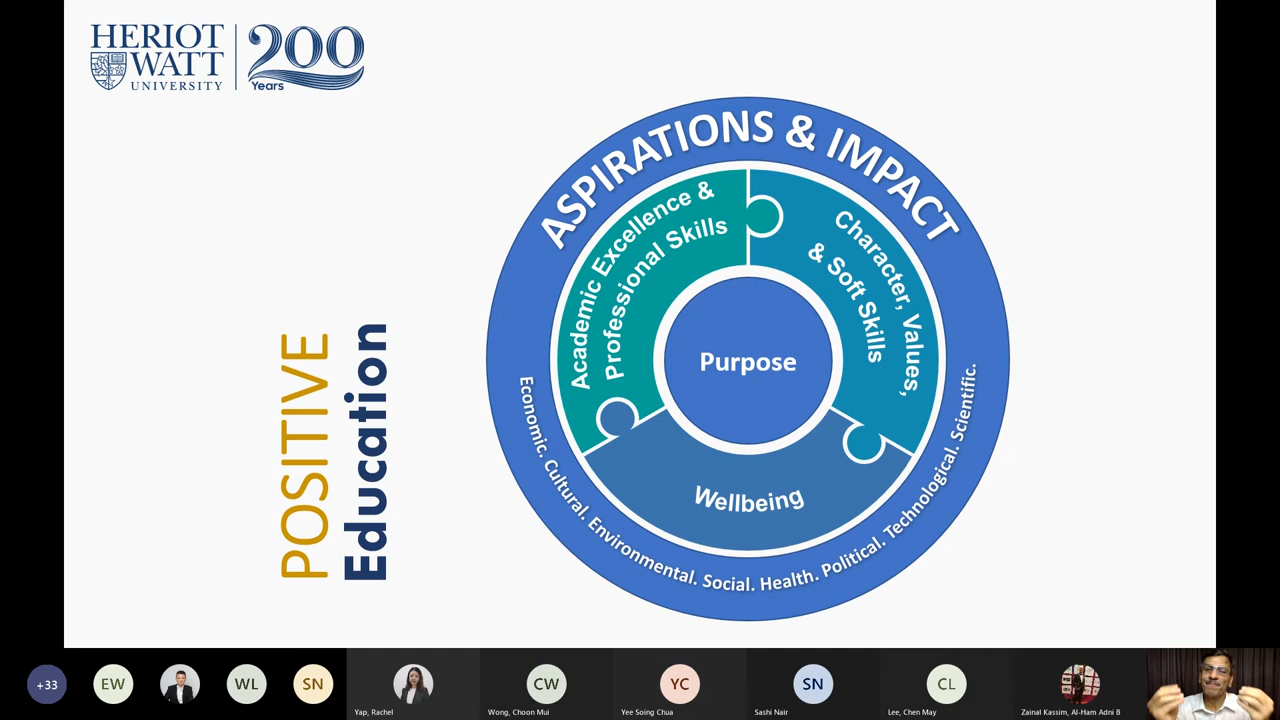 HERIOT
WATT
UNIVERSITY
200
Years
POSITIVE
Education
ASPIRATIONS & IMPACT
Academic Excellence &
Professional Skills
Character, Values,
& Soft Skills
Purpose
Wellbeing
Economic. Cultural. Environmental. Social. Health. Political. Technological. Scientific.
+33
EW
WL
SN
Yap, Rachel
CW
Wong, Choon Mui
YC
Yee Soing Chua
SN
Sashi Nair
CL
Lee, Chen May
Zainal Kassim, Al-Ham Adni B